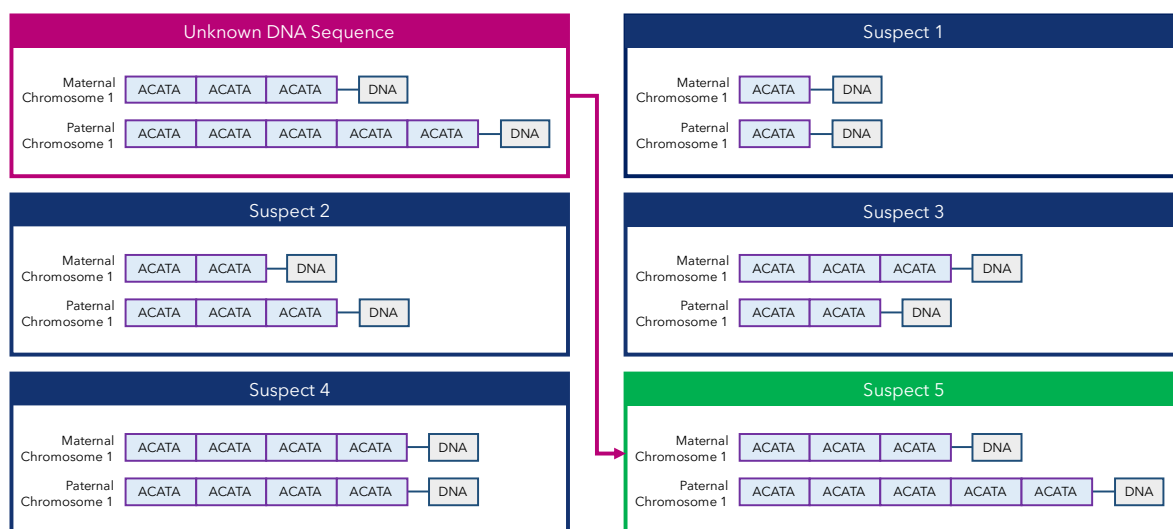 Unknown DNA Sequence
Maternal
Chromosome 1
ACATA ACATA ACATA DNA
Paternal
Chromosome 1
ACATA ACATA ACATA ACATA ACATA DNA
Suspect 1
Maternal
Chromosome 1
ACATA DNA
Paternal
Chromosome 1
ACATA DNA
Suspect 2
Maternal
Chromosome 1
ACATA ACATA DNA
Paternal
Chromosome 1
ACATA ACATA ACATA DNA
Suspect 3
Maternal
Chromosome 1
ACATA ACATA ACATA DNA
Paternal
Chromosome 1
ACATA ACATA DNA
Suspect 4
Maternal
Chromosome 1
ACATA ACATA ACATA ACATA DNA
Paternal
Chromosome 1
ACATA ACATA ACATA ACATA DNA
Suspect 5
Maternal
Chromosome 1
ACATA ACATA ACATA DNA
Paternal
Chromosome 1
ACATA ACATA ACATA ACATA ACATA DNA